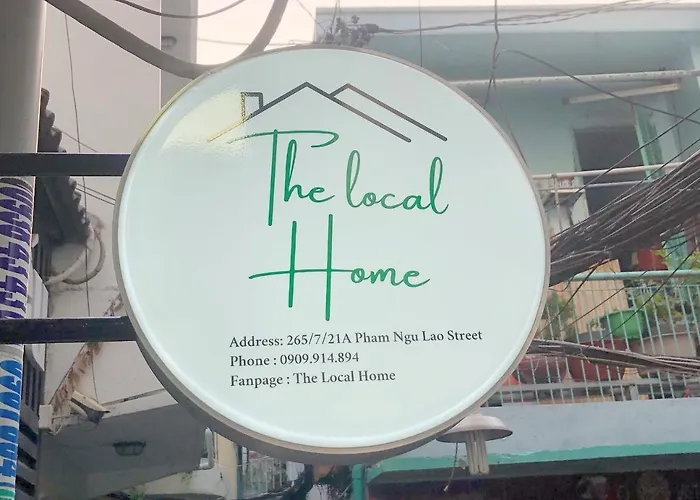 The local
Home
Address: 265/7/21A Pham Ngu Lao Street
Phone : 0909.914.894
Fanpage : The Local Home